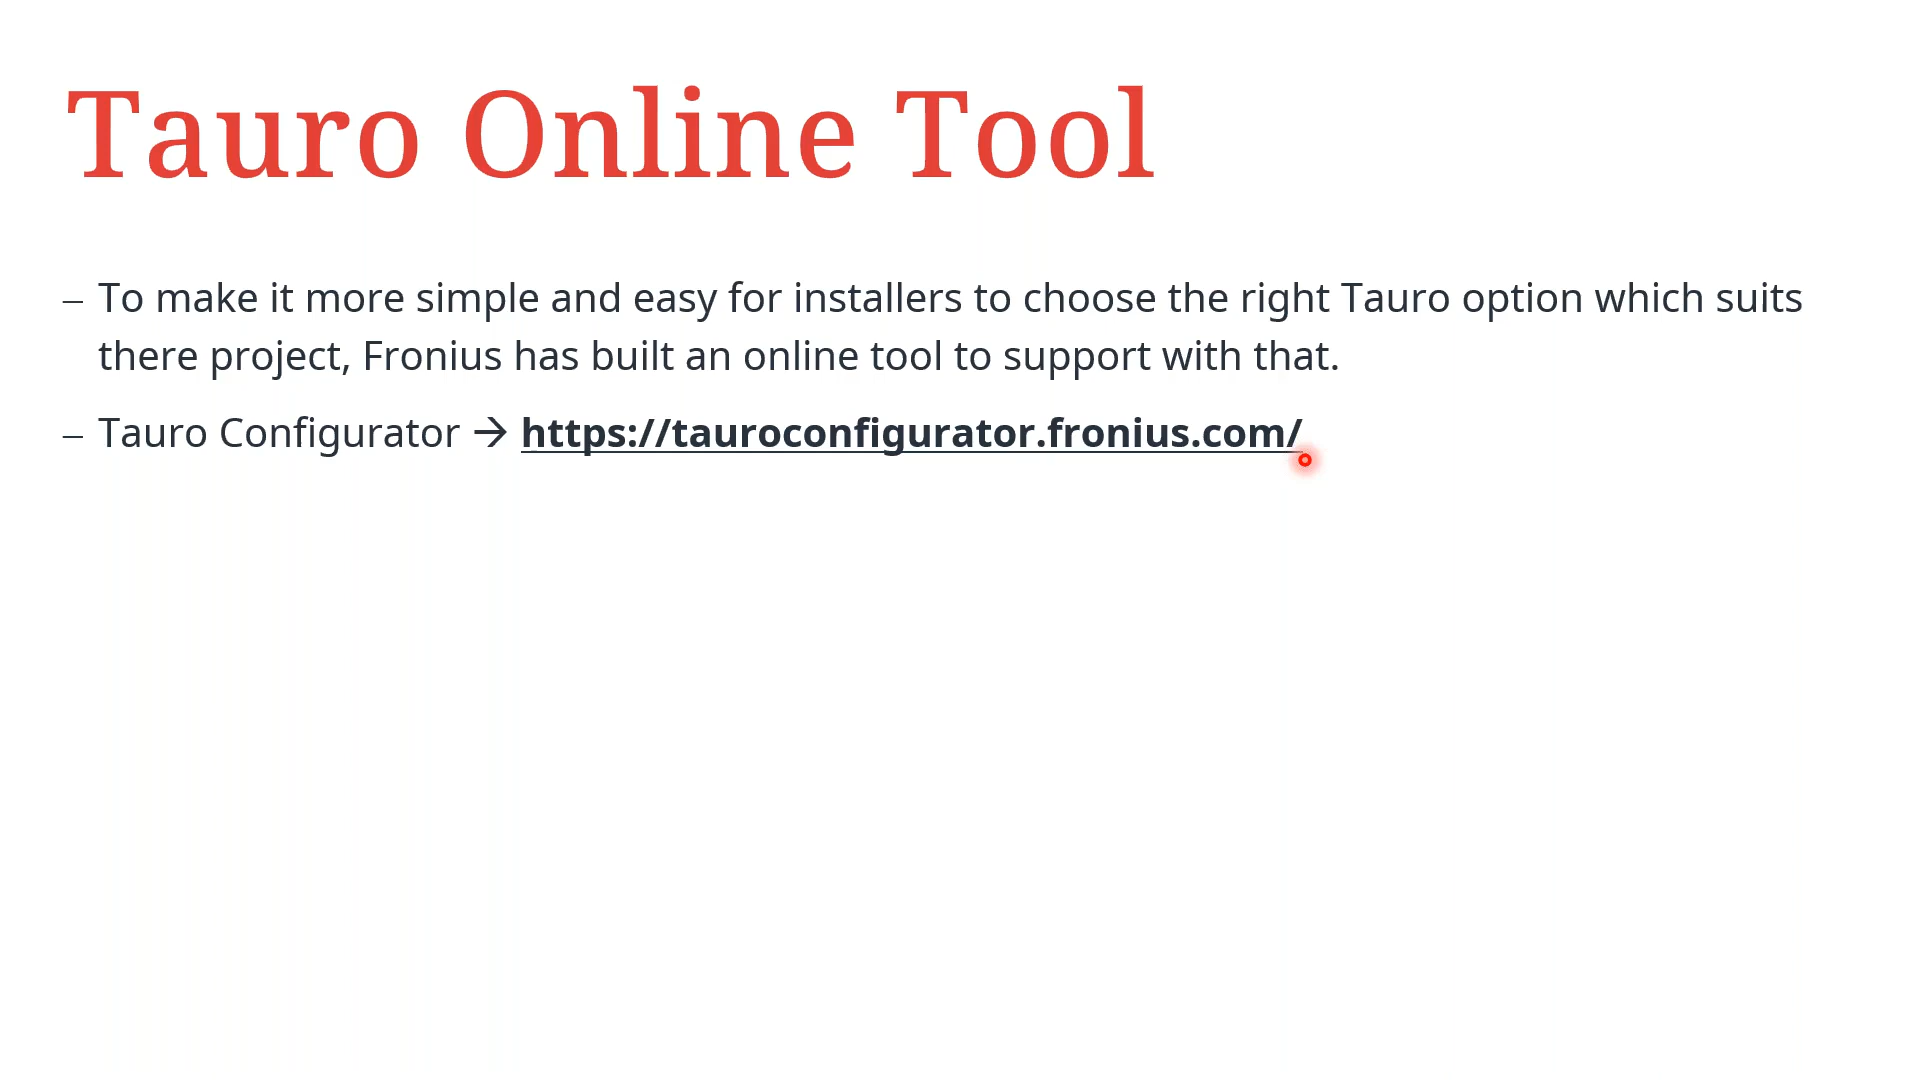 Tauro Online Tool
– To make it more simple and easy for installers to choose the right Tauro option which suits
there project, Fronius has built an online tool to support with that.
– Tauro Configurator → https://tauroconfigurator.fronius.com/